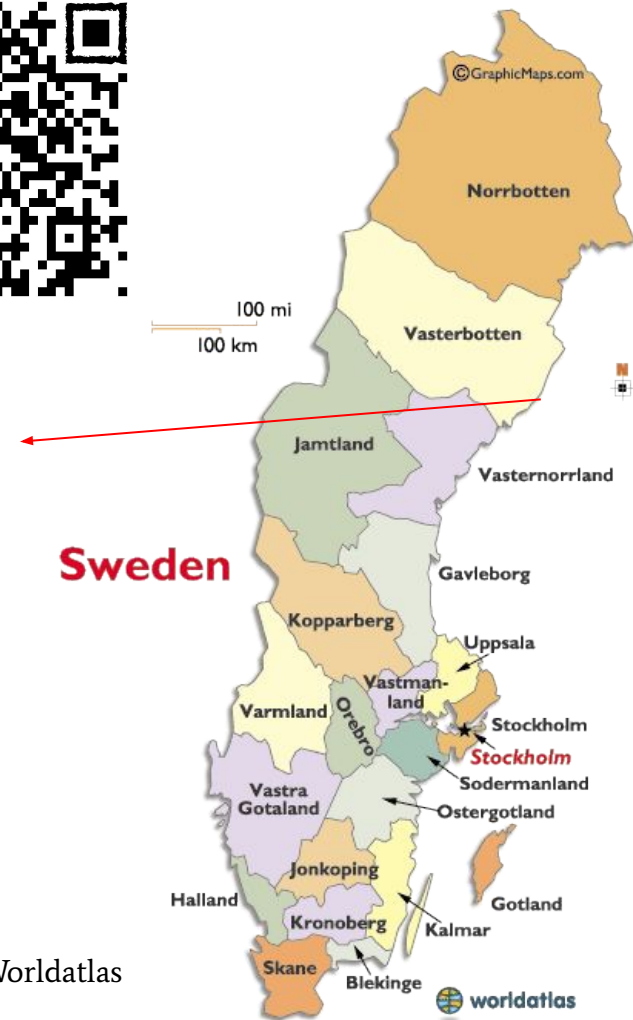 ©GraphicMaps.com
Norrbotten
100 mi
100 km
Vasterbotten
N
Jamtland
Vasternorrland
Sweden
Gavleborg
Kopparberg
Uppsala
Vastman-
land
Varmland
Orebro
Stockholm
Stockholm
Sodermanland
Vastra
Gotaland
Ostergotland
Jonkoping
Halland
Gotland
Kronoberg
Kalmar
Skane
Blekinge
Worldatlas
worldatlas